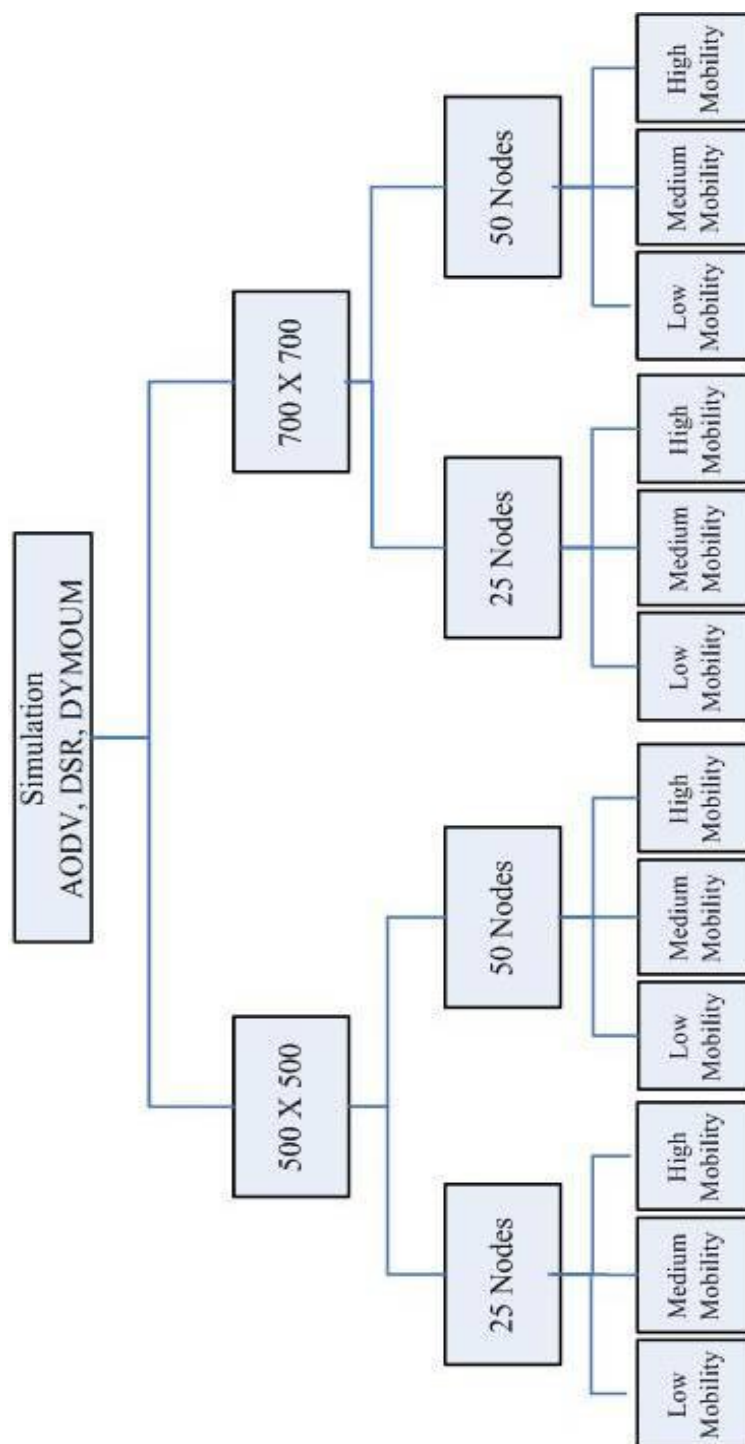 Simulation
AODV, DSR, DYMOUM
500 X 500
700 X 700
25 Nodes
50 Nodes
25 Nodes
50 Nodes
Low
Mobility
Medium
Mobility
High
Mobility
Low
Mobility
Medium
Mobility
High
Mobility
Low
Mobility
Medium
Mobility
High
Mobility
Low
Mobility
Medium
Mobility
High
Mobility